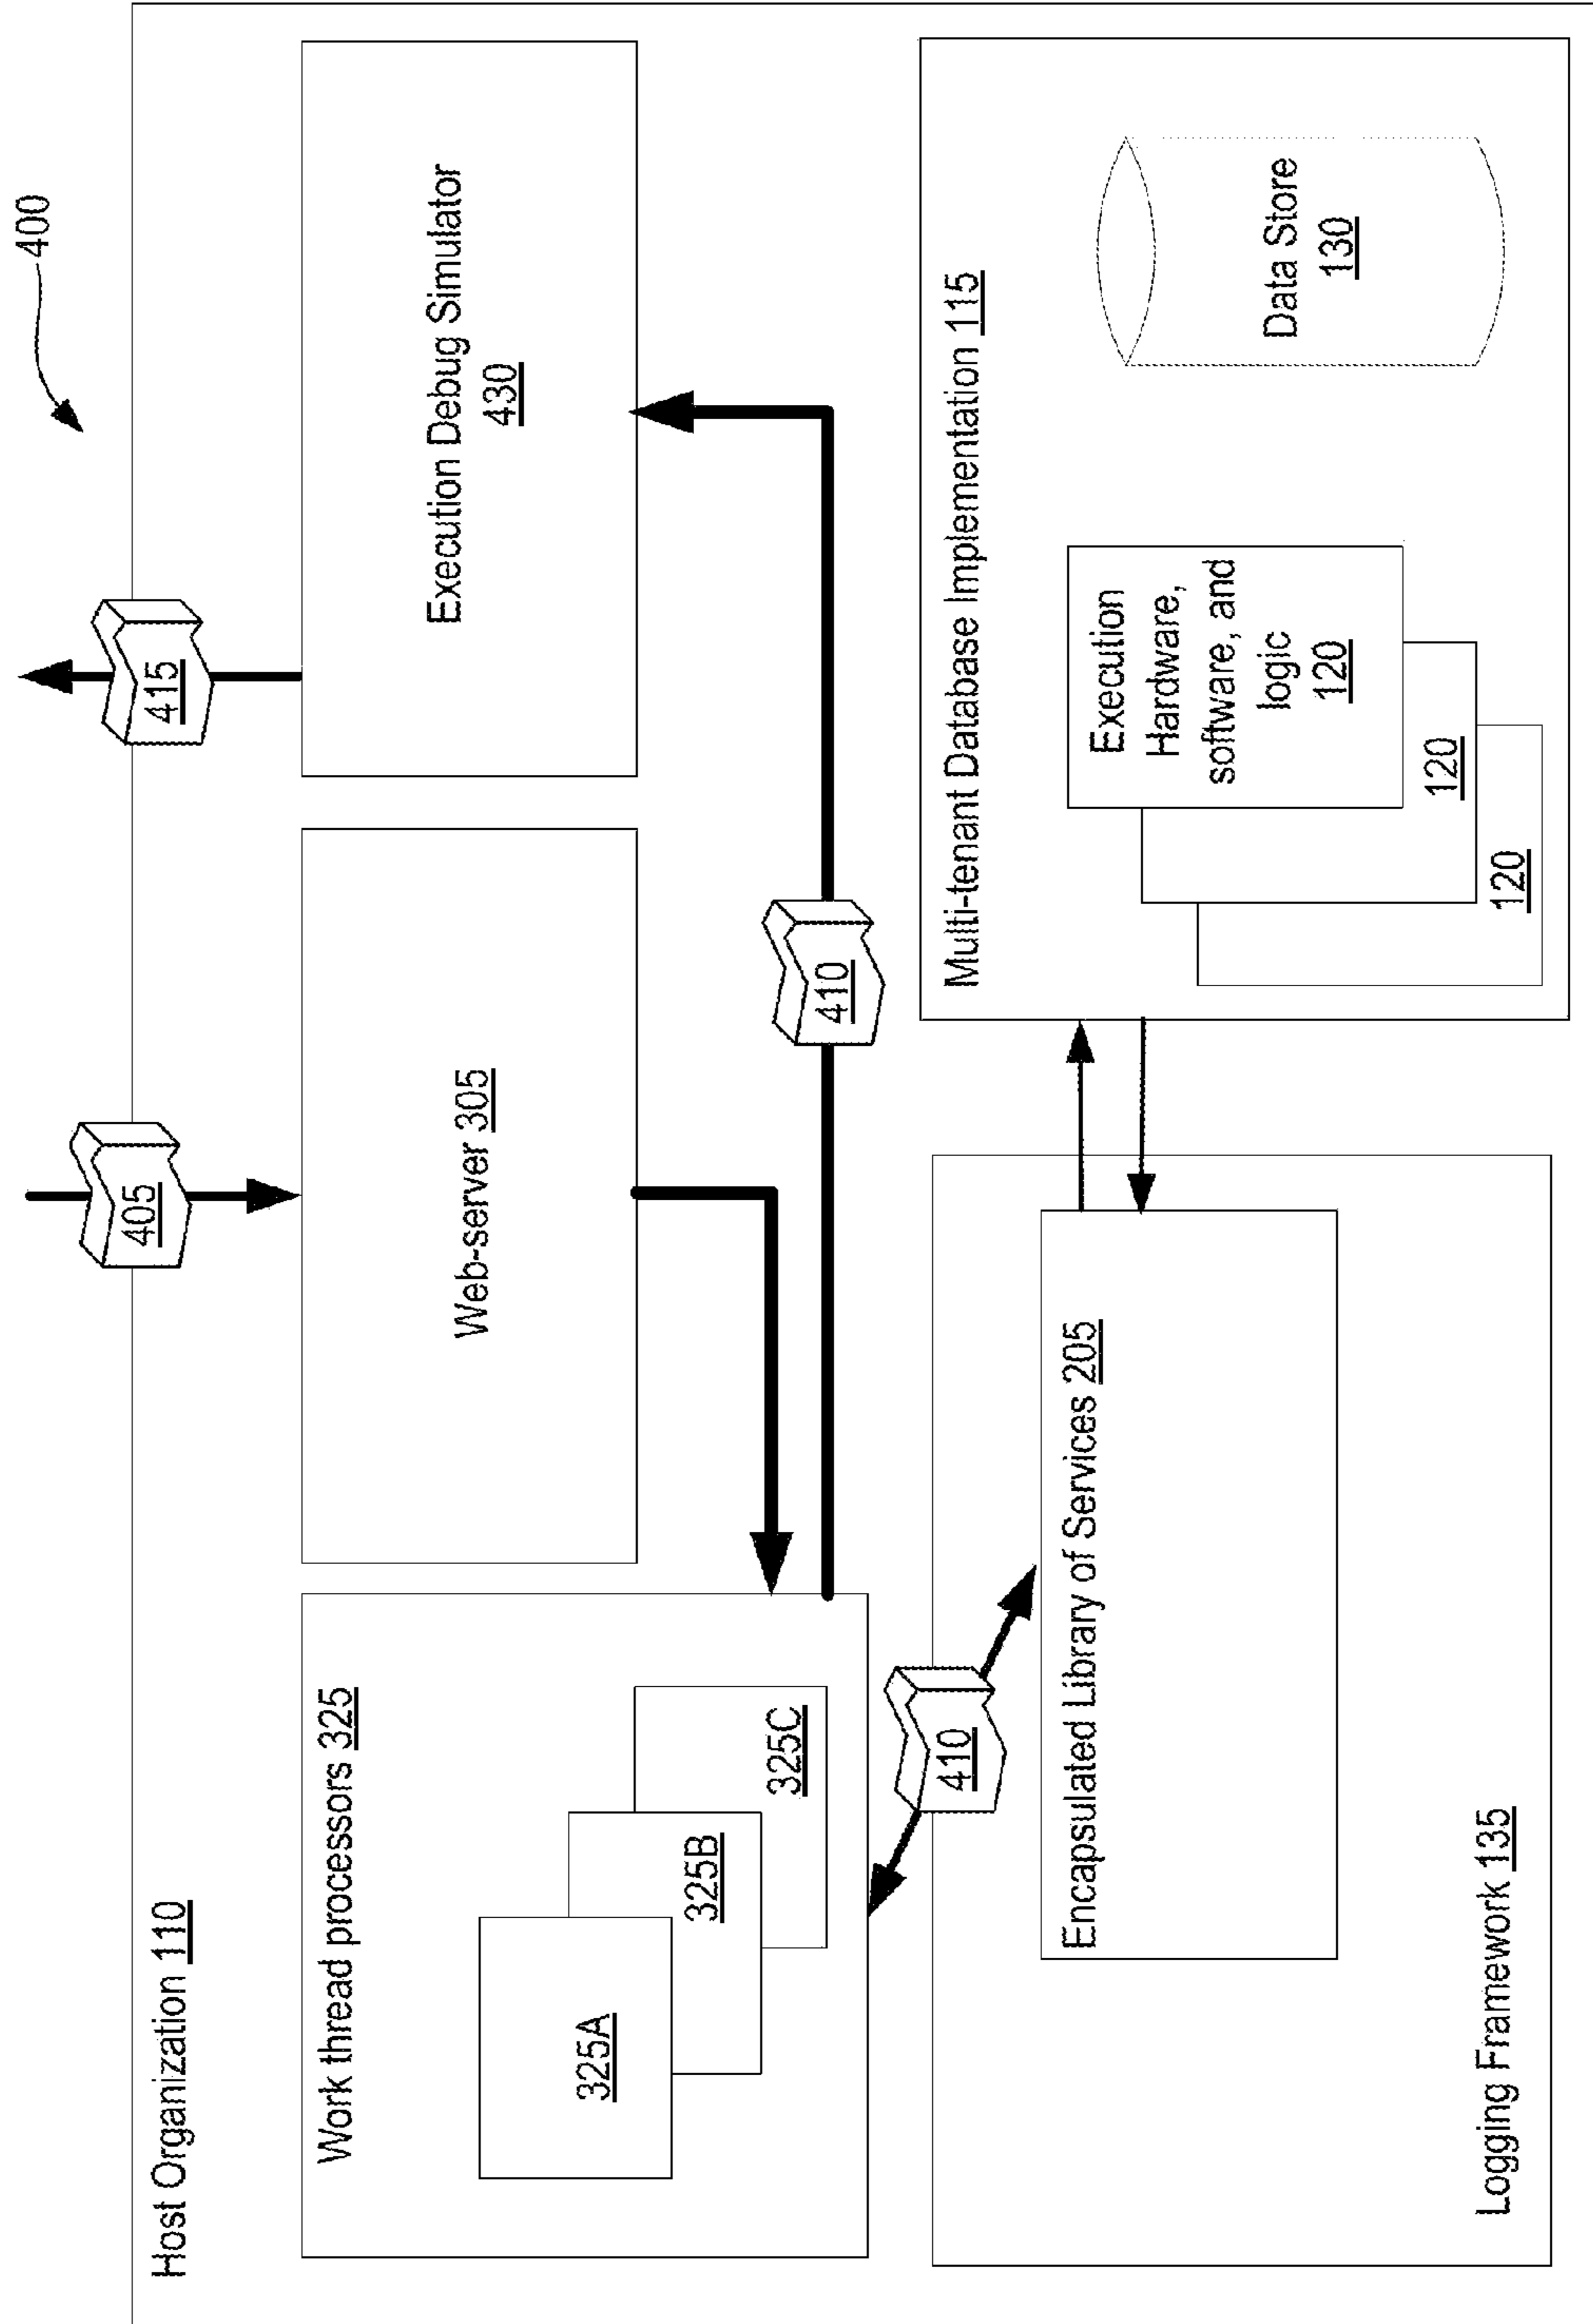 400
Host Organization 110
405
415
Work thread processors 325
325A
325B
325C
Web-server 305
Execution Debug Simulator
430
410
410
Encapsulated Library of Services 205
Logging Framework 135
Multi-tenant Database Implementation 115
Execution
Hardware,
software, and
logic
120
120
120
Data Store
130